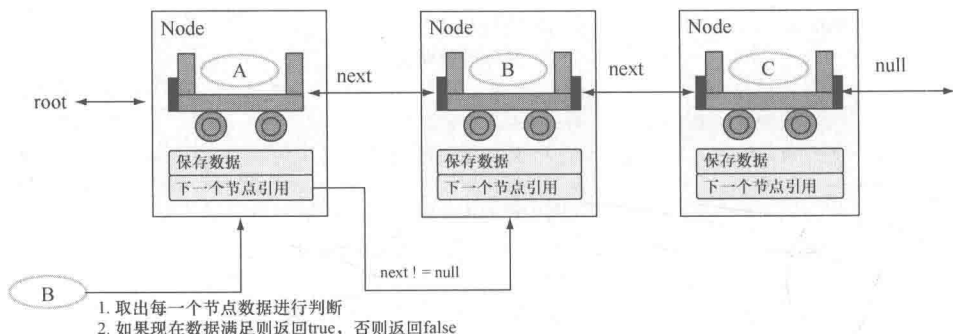 Node
Node
Node
A
B
C
root
next
next
null
保存数据
下一个节点引用
保存数据
下一个节点引用
保存数据
下一个节点引用
next ! = null
B
1. 取出每一个节点数据进行判断
2. 如果现在数据满足则返回true，否则返回false